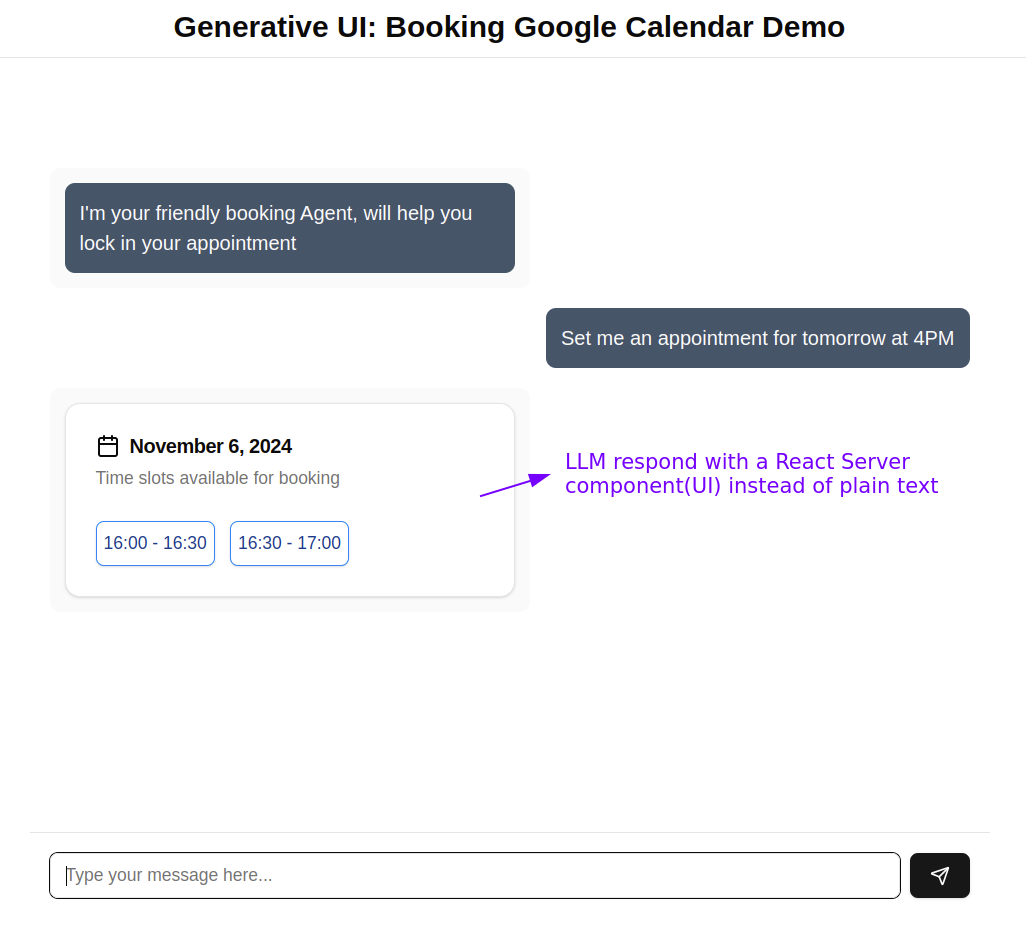 Generative UI: Booking Google Calendar Demo
I'm your friendly booking Agent, will help you
lock in your appointment
Set me an appointment for tomorrow at 4PM
November 6, 2024
Time slots available for booking
LLM respond with a React Server
component(UI) instead of plain text
16:00 - 16:30
16:30 - 17:00
Type your message here...